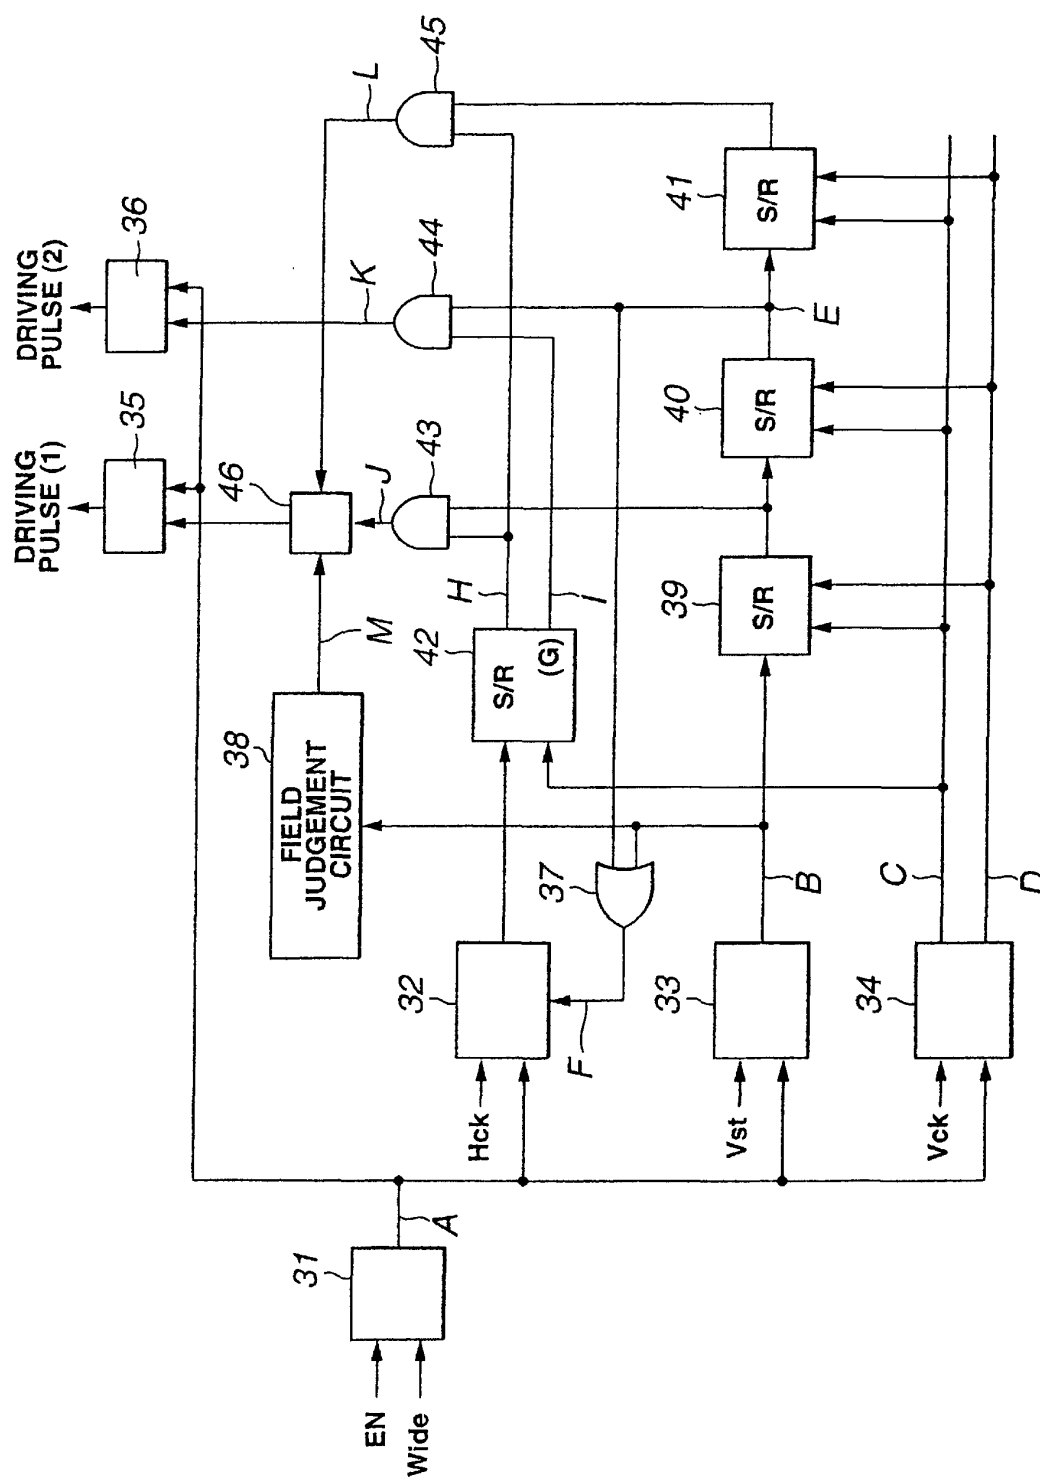 EN
Wide
31
A
Hck
Vst
Vck
32
33
34
F
B
C
D
37
38
FIELD
JUDGEMENT
CIRCUIT
M
42
S/R
(G)
H
I
39
S/R
40
S/R
E
41
S/R
43
J
44
K
45
L
46
35
36
DRIVING
PULSE (1)
DRIVING
PULSE (2)